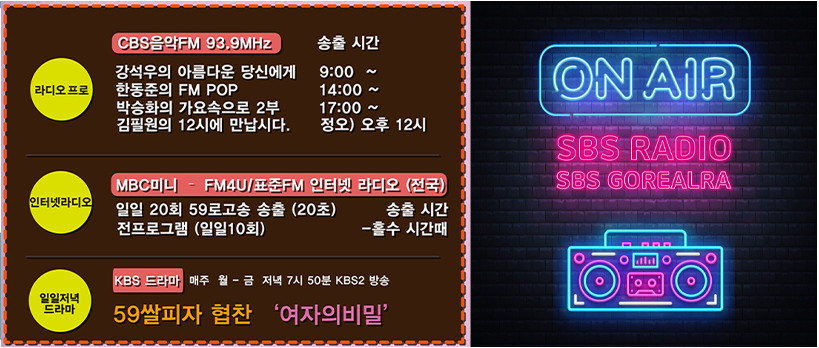 CBS음악FM 93.9MHz 송출 시간
라디오 프로
강석우의 아름다운 당신에게 9:00 ~
한동준의 FM POP 14:00 ~
박승화의 가요속으로 2부 17:00 ~
김필원의 12시에 만납시다. 정오) 오후 12시
MBC미니 - FM4U/표준FM 인터넷 라디오 (전국)
인터넷라디오
일일 20회 59로고송 송출 (20초) 송출 시간
전프로그램 (일일10회) -홀수 시간때
KBS 드라마 매주 월 - 금 저녁 7시 50분 KBS2 방송
일일저녁
드라마
59쌀피자 협찬 '여자의비밀'
ON AIR
SBS RADIO
SBS GOREALRA